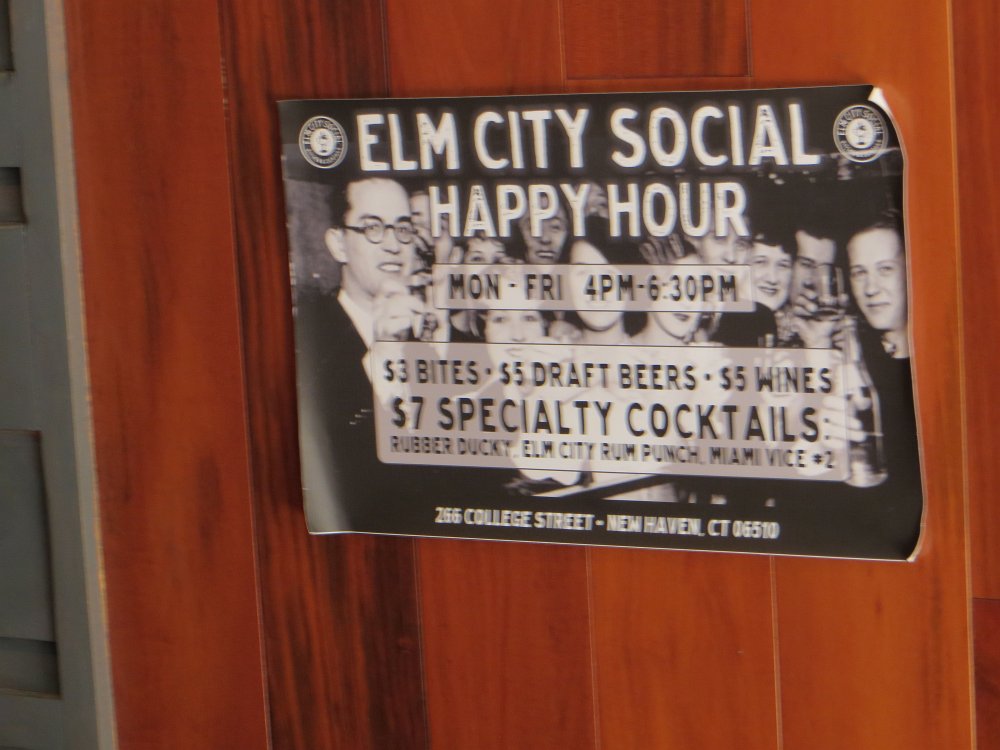 ELM CITY SOCIAL
HAPPY HOUR
MON - FRI 4PM-6:30PM
$3 BITES • $5 DRAFT BEERS • $5 WINES
$7 SPECIALTY COCKTAILS:
RUBBER DUCKY, ELM CITY RUM PUNCH, MIAMI VICE #2
266 COLLEGE STREET - NEW HAVEN, CT 06510